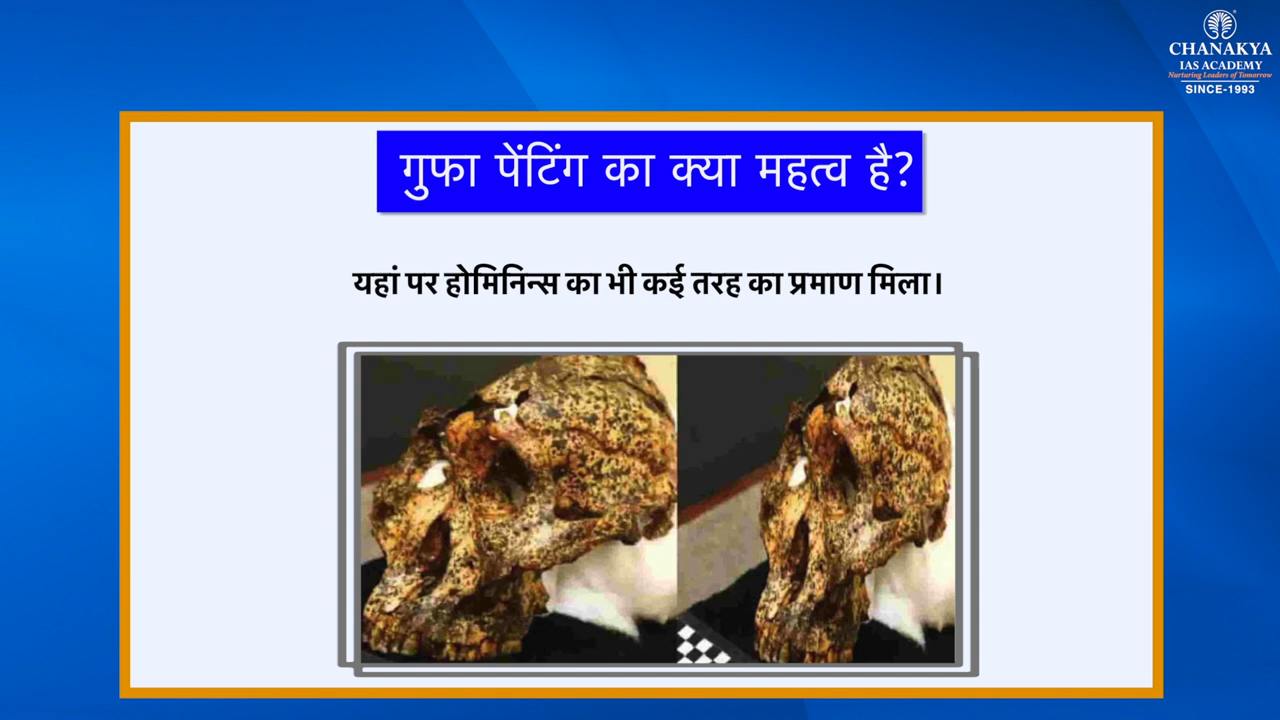 CHANAKYA
IAS ACADEMY
Nurturing Leaders of Tomorrow
SINCE-1993
गुफा पेंटिंग का क्या महत्व है?
यहां पर होमिनिन्स का भी कई तरह का प्रमाण मिला।